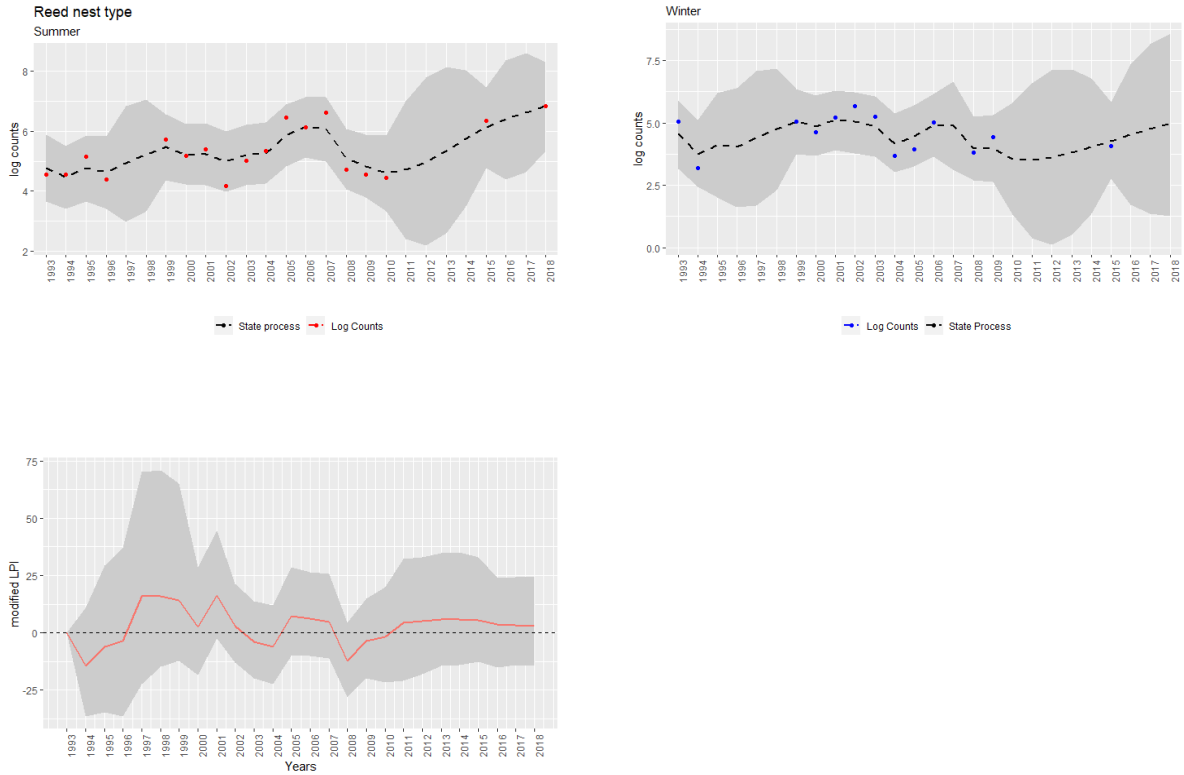 Reed nest type
Summer
log counts
8
6
4
2
1993 1994 1995 1996 1997 1998 1999 2000 2001 2002 2003 2004 2005 2006 2007 2008 2009 2010 2011 2012 2013 2014 2015 2016 2017 2018
State process Log Counts
Winter
log counts
7.5
5.0
2.5
0.0
1993 1994 1995 1996 1997 1998 1999 2000 2001 2002 2003 2004 2005 2006 2007 2008 2009 2010 2011 2012 2013 2014 2015 2016 2017 2018
Log Counts State Process
modified LPI
75
50
25
0
-25
1993 1994 1995 1996 1997 1998 1999 2000 2001 2002 2003 2004 2005 2006 2007 2008 2009 2010 2011 2012 2013 2014 2015 2016 2017 2018
Years